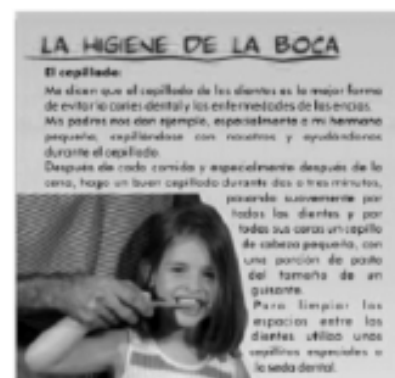 LA HIGIENE DE LA BOCA
El cepillado:
Me dicen que el cepillado de los dientes es la mejor forma
de evitar la caries dental y las enfermedades de las encías.
Mis padres nos dan ejemplo, especialmente a mi hermano
pequeño, cepillándose con nosotros y ayudándonos
durante el cepillado.
Después de cada comida y especialmente después de la
cena, hago un buen cepillado durante dos o tres minutos,
pasando suavemente por
todos los dientes y por
todas sus caras un cepillo
de cabeza pequeña, con
una porción de pasta
del tamaño de un
guisante.
Para limpiar los
espacios entre los
dientes utilizo unos
cepillitos especiales o
la seda dental.